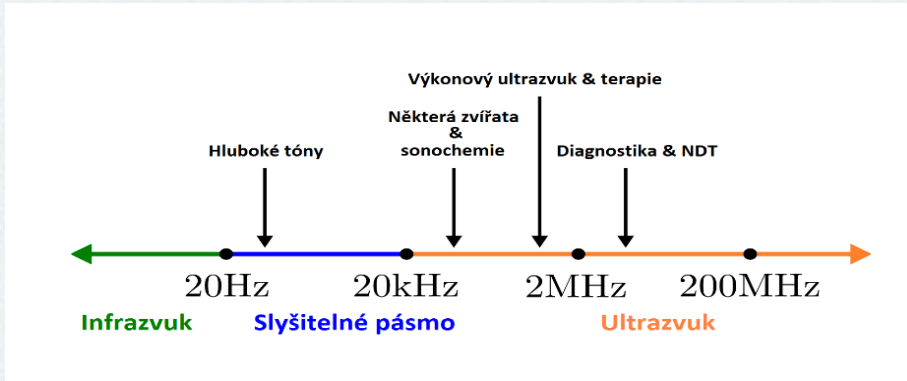 Výkonový ultrazvuk & terapie
Některá zvířata
&
sonochemie
Hluboké tóny
Diagnostika & NDT
20Hz
20kHz
2MHz
200MHz
Infrazvuk
Slyšitelné pásmo
Ultrazvuk